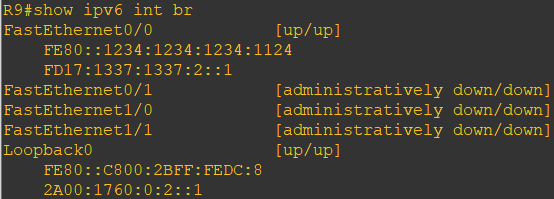 R9#show ipv6 int br
FastEthernet0/0 [up/up]
FE80::1234:1234:1234:1124
FD17:1337:1337:2::1
FastEthernet0/1 [administratively down/down]
FastEthernet1/0 [administratively down/down]
FastEthernet1/1 [administratively down/down]
Loopback0 [up/up]
FE80::C800:2BFF:FEDC:8
2A00:1760:0:2::1